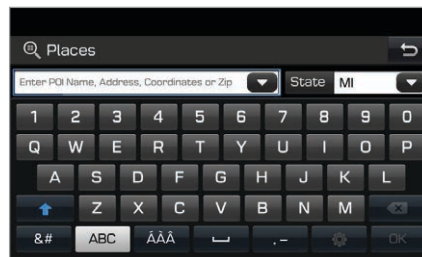 Places
Enter POI Name, Address, Coordinates or Zip State MI
1 2 3 4 5 6 7 8 9 0
Q W E R T Y U I O P
A S D F G H J K L
Z X C V B N M
&# ABC ÁÀÂ .– OK